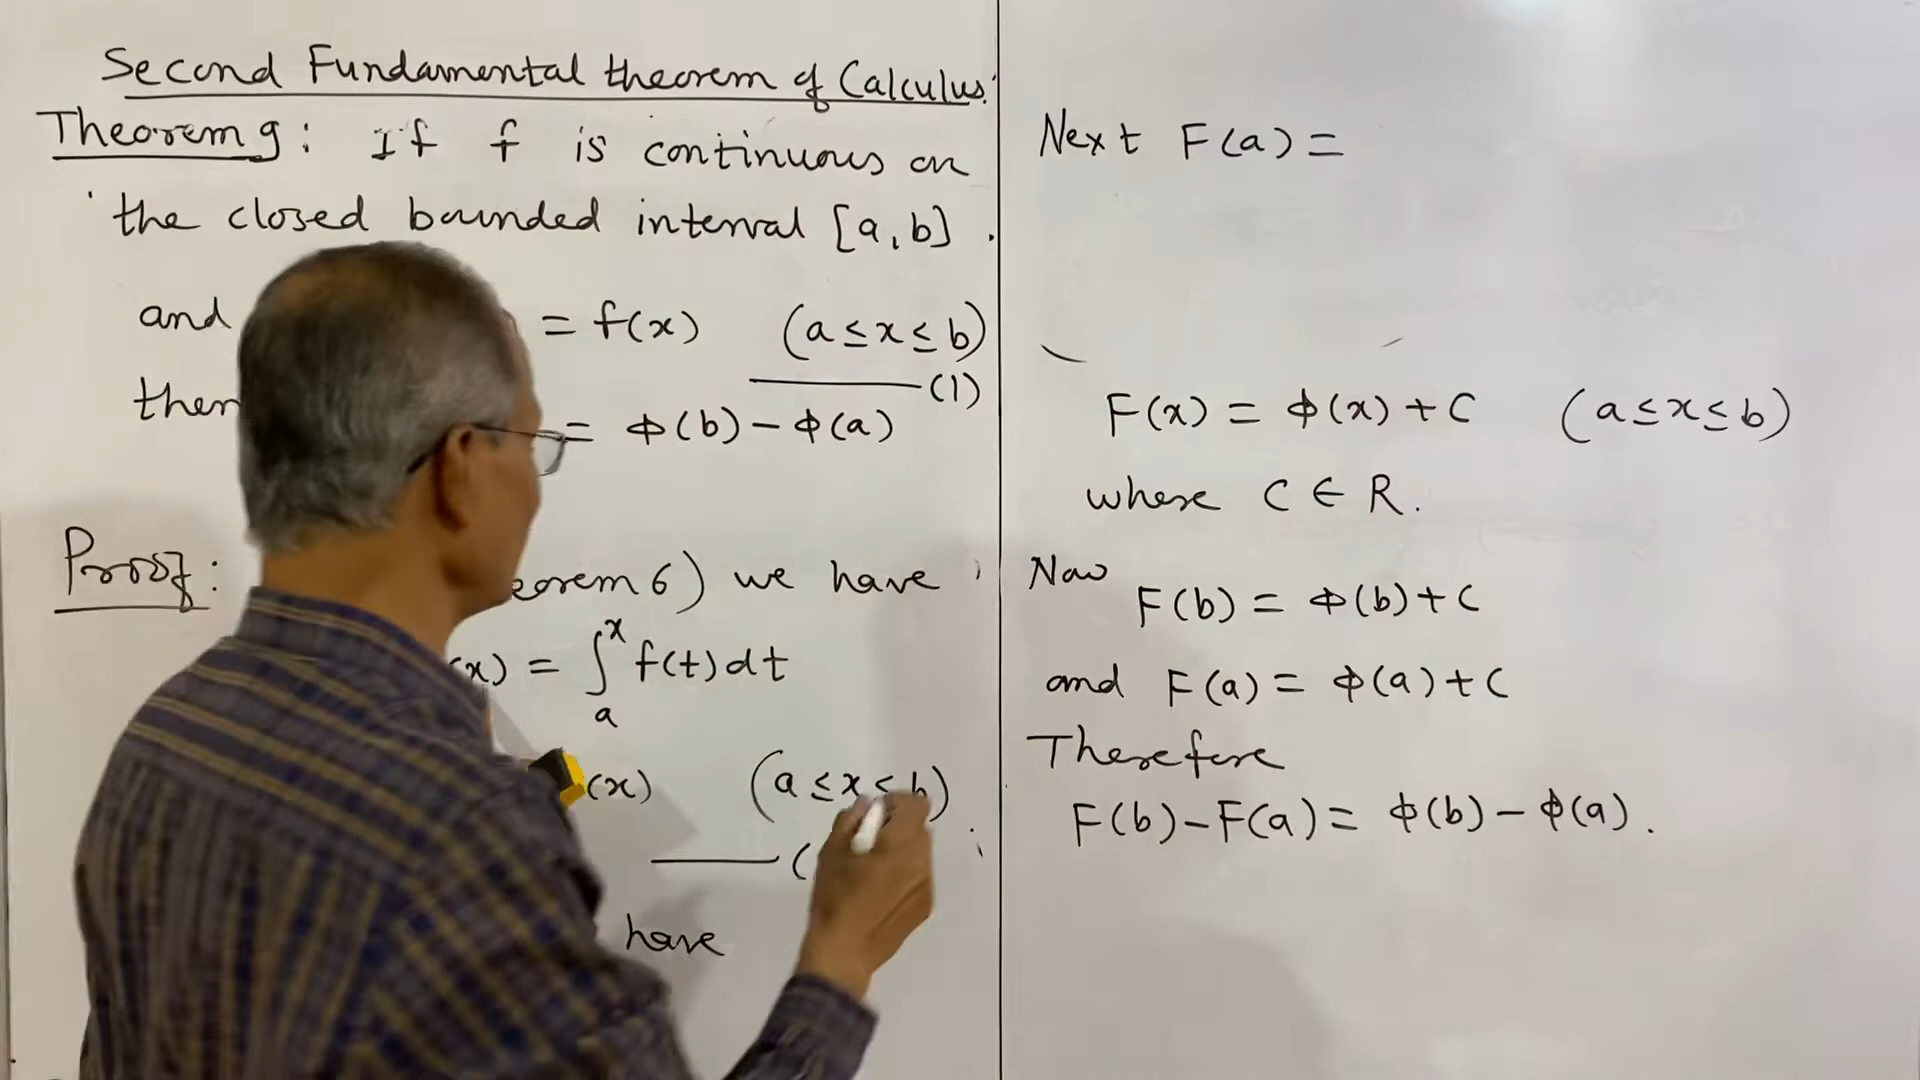 Second Fundamental theorem of Calculus.
Theorem 9: If f is continuous on
the closed bounded interval [a, b].
and = f(x) (a ≤ x ≤ b)
then (1)
= Φ(b) − Φ(a)
Proof: 6) we have
(x) = ∫ₐˣ f(t) dt
(x) (a ≤ x ≤ b)
(
have
Next F(a) =
F(x) = Φ(x) + C (a ≤ x ≤ b)
where C ∈ R.
Now
F(b) = Φ(b) + C
and F(a) = Φ(a) + C
Therefore
F(b) − F(a) = Φ(b) − Φ(a).